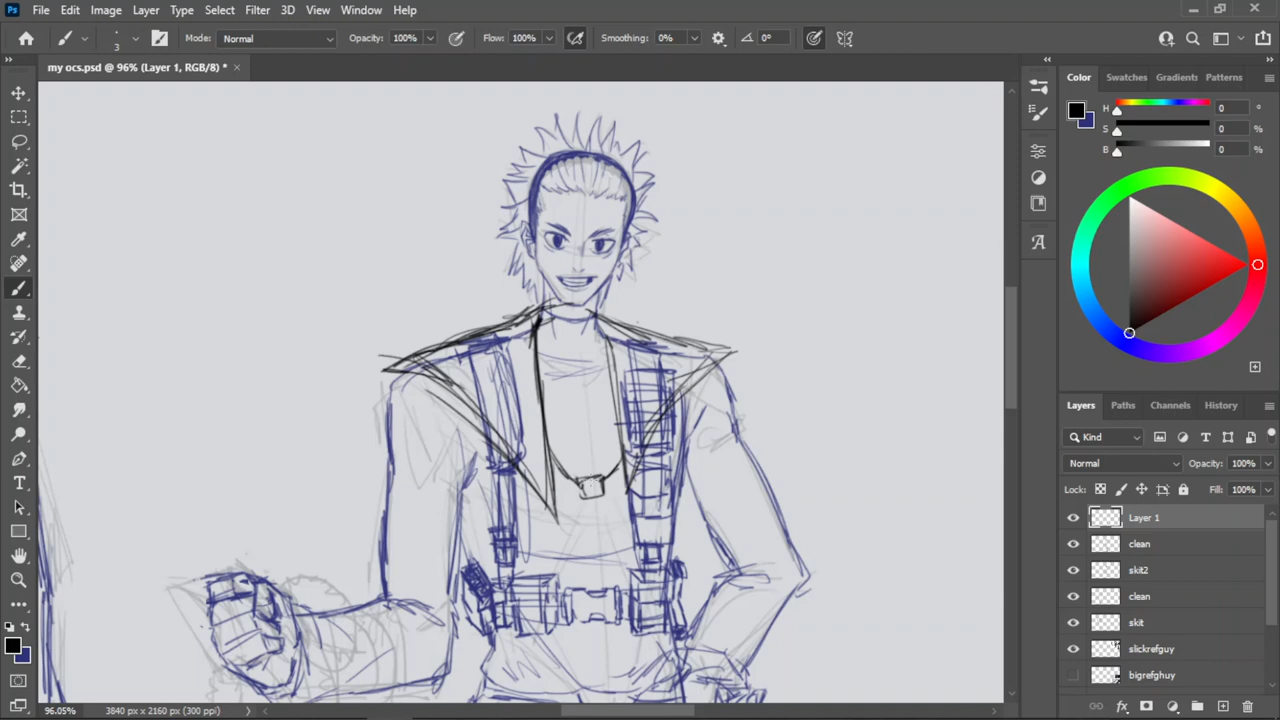 Ps File Edit Image Layer Type Select Filter 3D View Window Help
3 Mode: Normal Opacity: 100% Flow: 100% Smoothing: 0% 0°
my ocs.psd @ 96% (Layer 1, RGB/8) *
Color Swatches Gradients Patterns
H 0 °
S 0 %
B 0 %
Layers Paths Channels History
Kind
Normal Opacity: 100%
Lock: Fill: 100%
Layer 1
clean
skit2
clean
skit
slickrefguy
bigrefghuy
96.05% 3840 px x 2160 px (300 ppi)